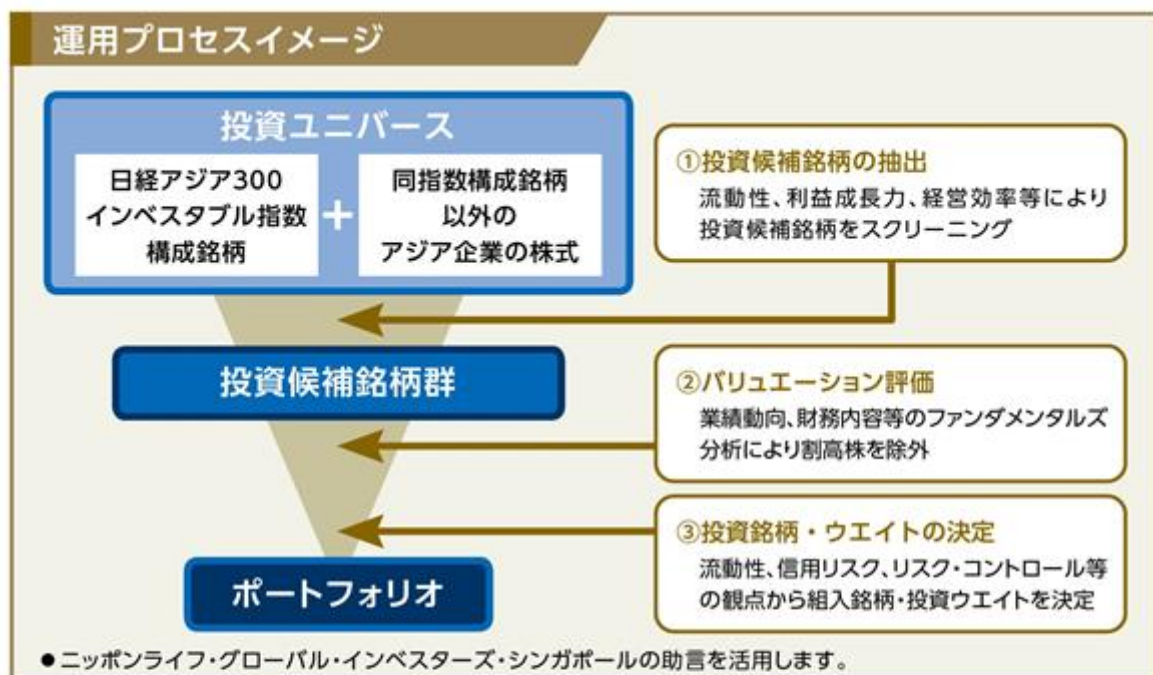 運用プロセスイメージ
投資ユニバース
日経アジア300
インベスタブル指数
構成銘柄
+
同指数構成銘柄
以外の
アジア企業の株式
①投資候補銘柄の抽出
流動性、利益成長力、経営効率等により
投資候補銘柄をスクリーニング
投資候補銘柄群
②バリュエーション評価
業績動向、財務内容等のファンダメンタルズ
分析により割高株を除外
③投資銘柄・ウエイトの決定
流動性、信用リスク、リスク・コントロール等
の観点から組入銘柄・投資ウエイトを決定
ポートフォリオ
●ニッポンライフ・グローバル・インベスターズ・シンガポールの助言を活用します。